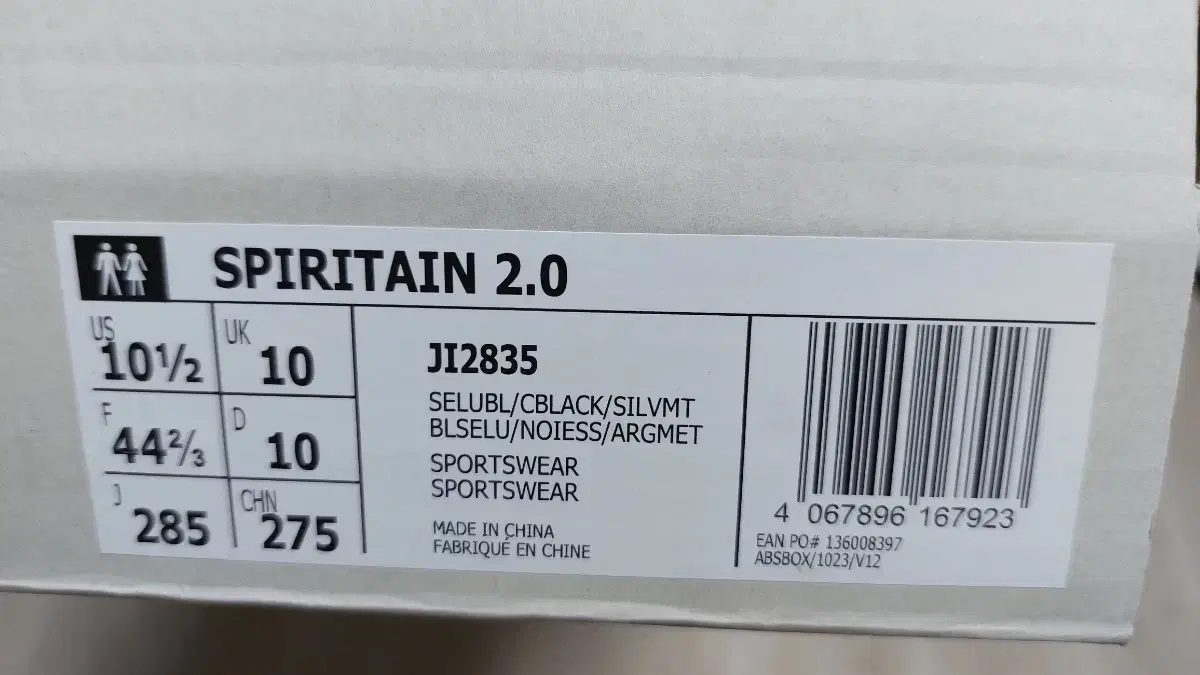 SPIRITAIN 2.0
US 10½ UK 10
F 44⅔ D 10
J 285 CHN 275
JI2835
SELUBL/CBLACK/SILVMT
BLSELU/NOIESS/ARGMET
SPORTSWEAR
SPORTSWEAR
MADE IN CHINA
FABRIQUÉ EN CHINE
4 067896 167923
EAN PO# 136008397
ABSBOX/1023/V12